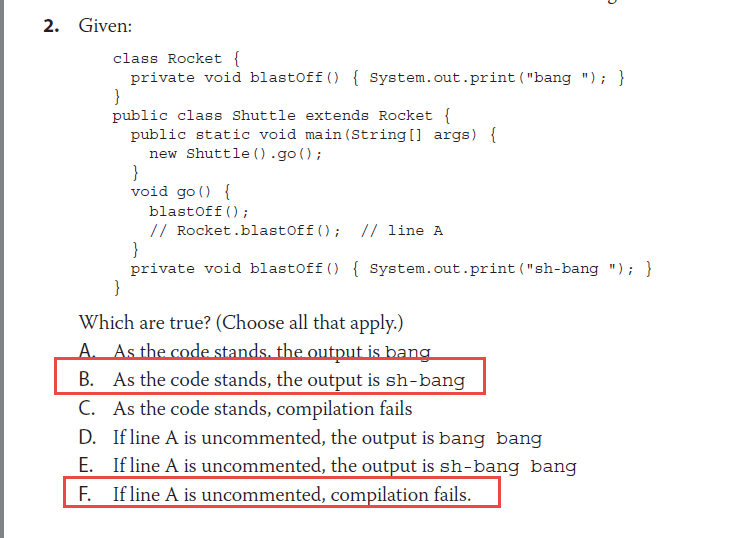 2. Given:
class Rocket {
private void blastOff() { System.out.print("bang "); }
}
public class Shuttle extends Rocket {
public static void main(String[] args) {
new Shuttle().go();
}
void go() {
blastOff();
// Rocket.blastOff(); // line A
}
private void blastOff() { System.out.print("sh-bang "); }
}
Which are true? (Choose all that apply.)
A. As the code stands, the output is bang
B. As the code stands, the output is sh-bang
C. As the code stands, compilation fails
D. If line A is uncommented, the output is bang bang
E. If line A is uncommented, the output is sh-bang bang
F. If line A is uncommented, compilation fails.